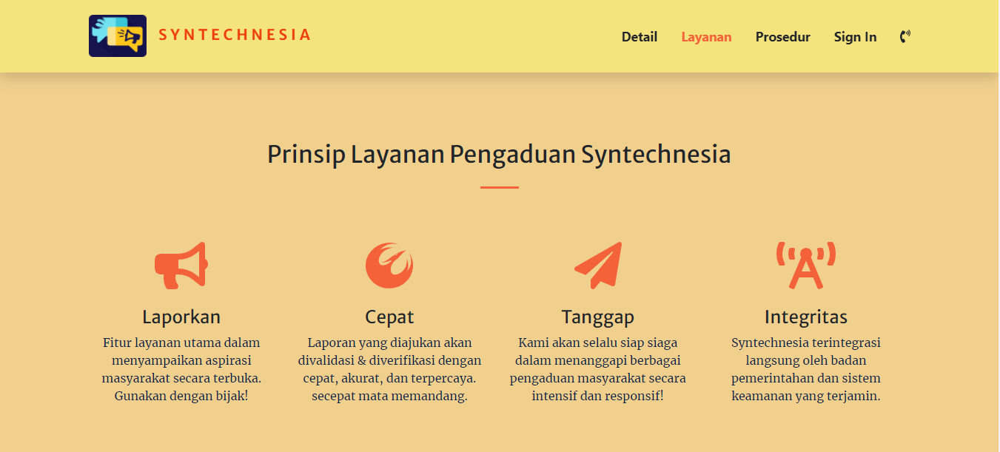 SYNTECHNESIA
Detail Layanan Prosedur Sign In
Prinsip Layanan Pengaduan Syntechnesia
Laporkan
Fitur layanan utama dalam
menyampaikan aspirasi
masyarakat secara terbuka.
Gunakan dengan bijak!
Cepat
Laporan yang diajukan akan
divalidasi & diverifikasi dengan
cepat, akurat, dan terpercaya.
secepat mata memandang.
Tanggap
Kami akan selalu siap siaga
dalam menanggapi berbagai
pengaduan masyarakat secara
intensif dan responsif!
Integritas
Syntechnesia terintegrasi
langsung oleh badan
pemerintahan dan sistem
keamanan yang terjamin.